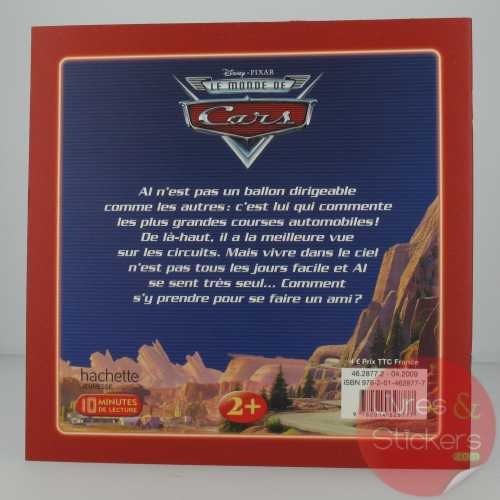 Disney · PIXAR
LE MONDE DE
Cars
Al n'est pas un ballon dirigeable
comme les autres : c'est lui qui commente
les plus grandes courses automobiles !
De là-haut, il a la meilleure vue
sur les circuits. Mais vivre dans le ciel
n'est pas tous les jours facile et Al
se sent très seul... Comment
s'y prendre pour se faire un ami ?
hachette
JEUNESSE
10 MINUTES
DE LECTURE
2+
4 € Prix TTC France
46.2877.2 - 04.2009
ISBN 978-2-01-462877-7
&
Stickers
.com